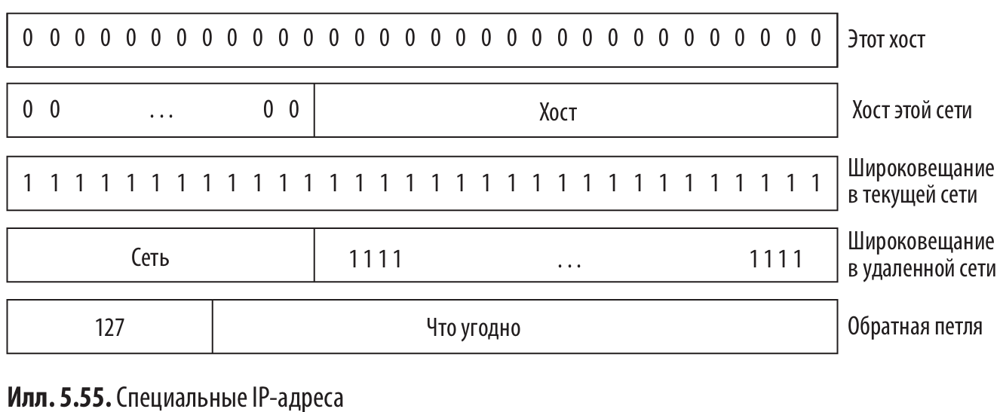 0 0 0 0 0 0 0 0 0 0 0 0 0 0 0 0 0 0 0 0 0 0 0 0 0 0 0 0 0 0 0 0 Этот хост
0 0 ... 0 0 Хост Хост этой сети
1 1 1 1 1 1 1 1 1 1 1 1 1 1 1 1 1 1 1 1 1 1 1 1 1 1 1 1 1 1 1 1 Широковещание
в текущей сети
Сеть 1111 ... 1111 Широковещание
в удаленной сети
127 Что угодно Обратная петля
Илл. 5.55. Специальные IP-адреса